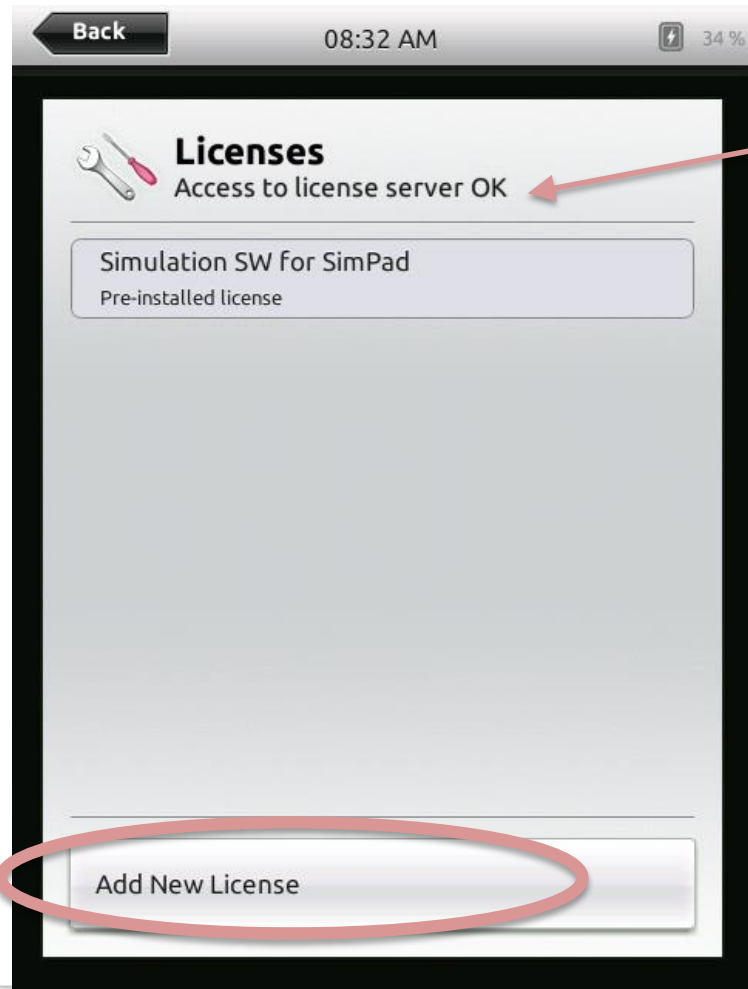 Back
08:32 AM
34 %
Licenses
Access to license server OK
Simulation SW for SimPad
Pre-installed license
Add New License